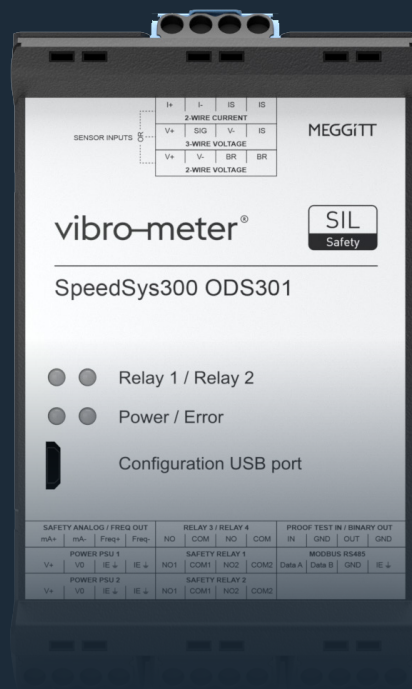 I+ I- IS IS
2-WIRE CURRENT
SENSOR INPUTS OR V+ SIG V- IS
3-WIRE VOLTAGE
V+ V- BR BR
2-WIRE VOLTAGE
MEGGiTT
vibro-meter®
SIL
Safety
SpeedSys300 ODS301
Relay 1 / Relay 2
Power / Error
Configuration USB port
SAFETY ANALOG / FREQ OUT RELAY 3 / RELAY 4 PROOF TEST IN / BINARY OUT
mA+ mA- Freq+ Freq- NO COM NO COM IN GND OUT GND
POWER PSU 1 SAFETY RELAY 1 MODBUS RS485
V+ V0 IE ⏚ IE ⏚ NO1 COM1 NO2 COM2 Data A Data B GND IE ⏚
POWER PSU 2 SAFETY RELAY 2
V+ V0 IE ⏚ IE ⏚ NO1 COM1 NO2 COM2